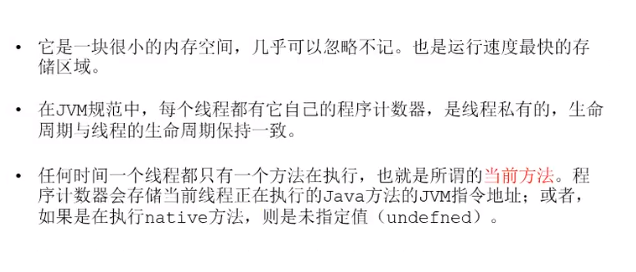 • 它是一块很小的内存空间，几乎可以忽略不记。也是运行速度最快的存
储区域。
• 在JVM规范中，每个线程都有它自己的程序计数器，是线程私有的，生命
周期与线程的生命周期保持一致。
• 任何时间一个线程都只有一个方法在执行，也就是所谓的当前方法。程
序计数器会存储当前线程正在执行的Java方法的JVM指令地址；或者，
如果是在执行native方法，则是未指定值（undefned）。